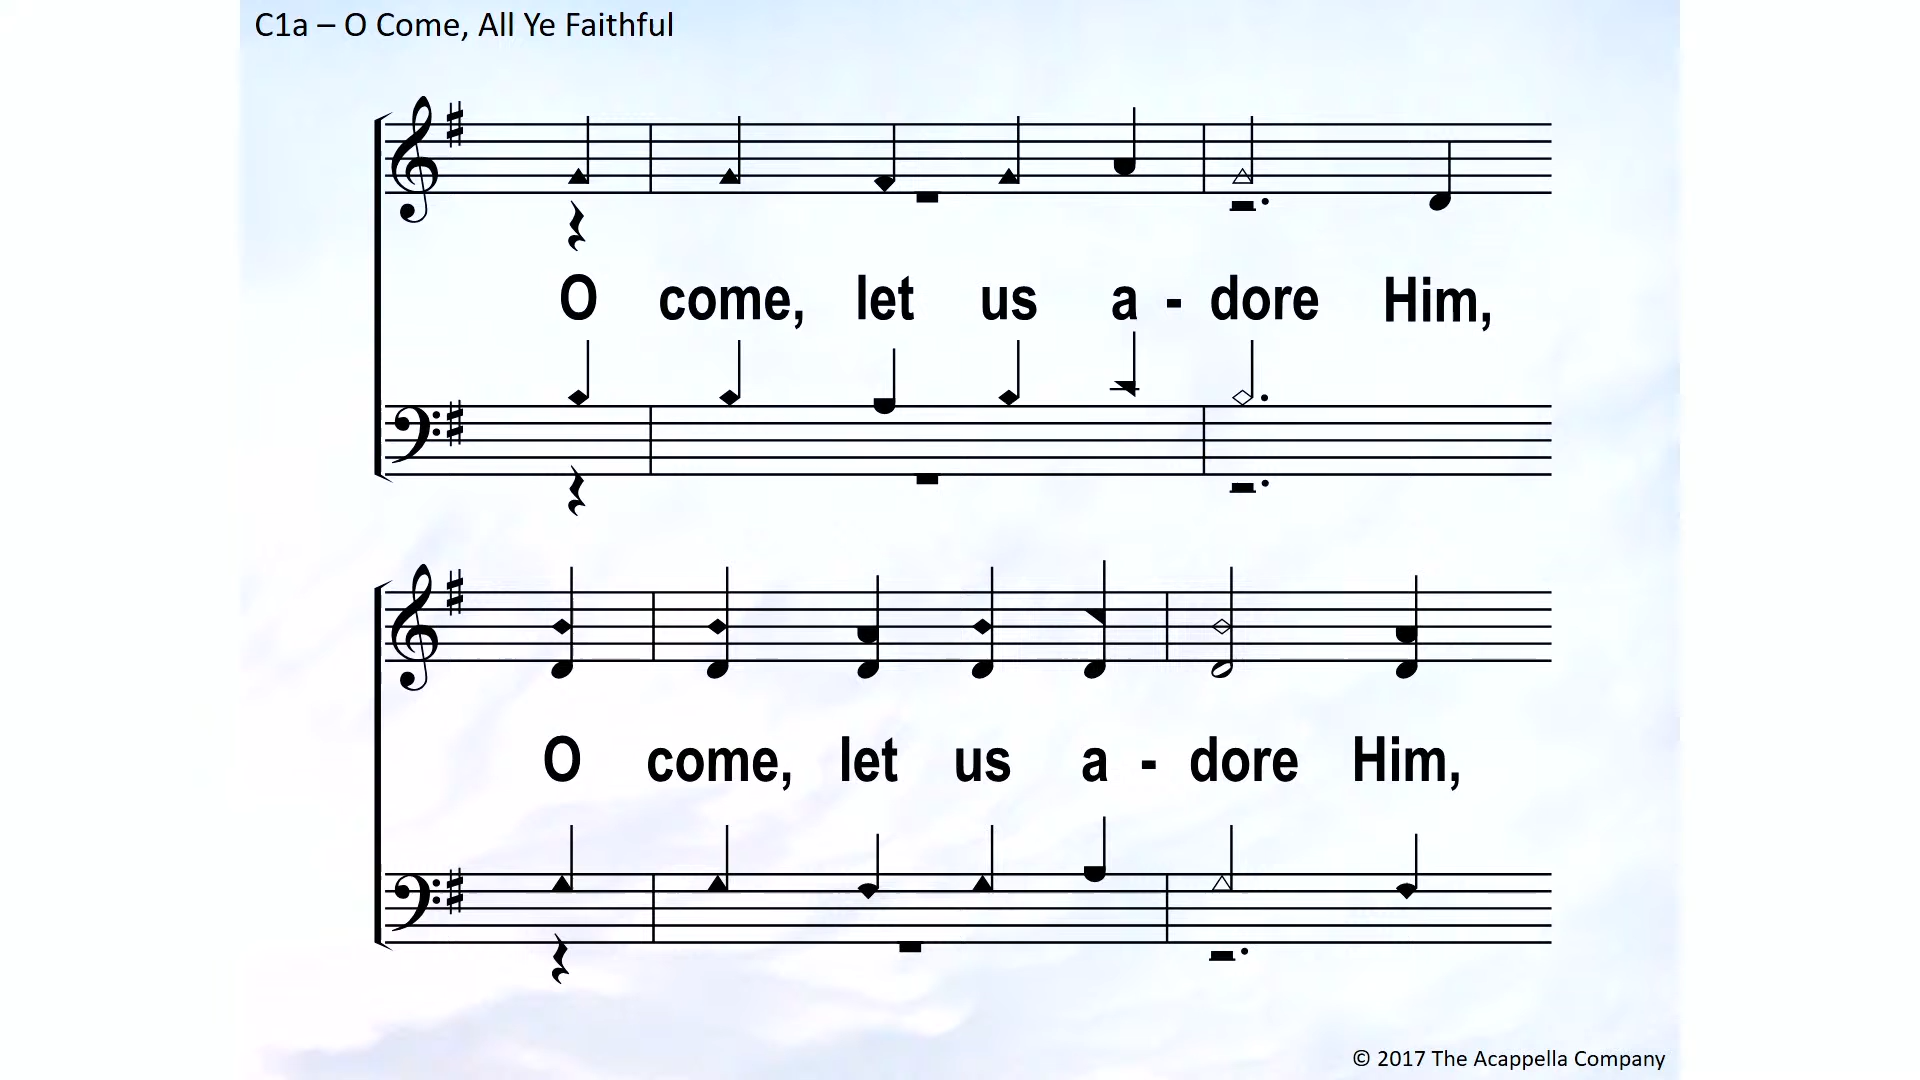 C1a – O Come, All Ye Faithful
O come, let us a - dore Him,
O come, let us a - dore Him,
© 2017 The Acappella Company